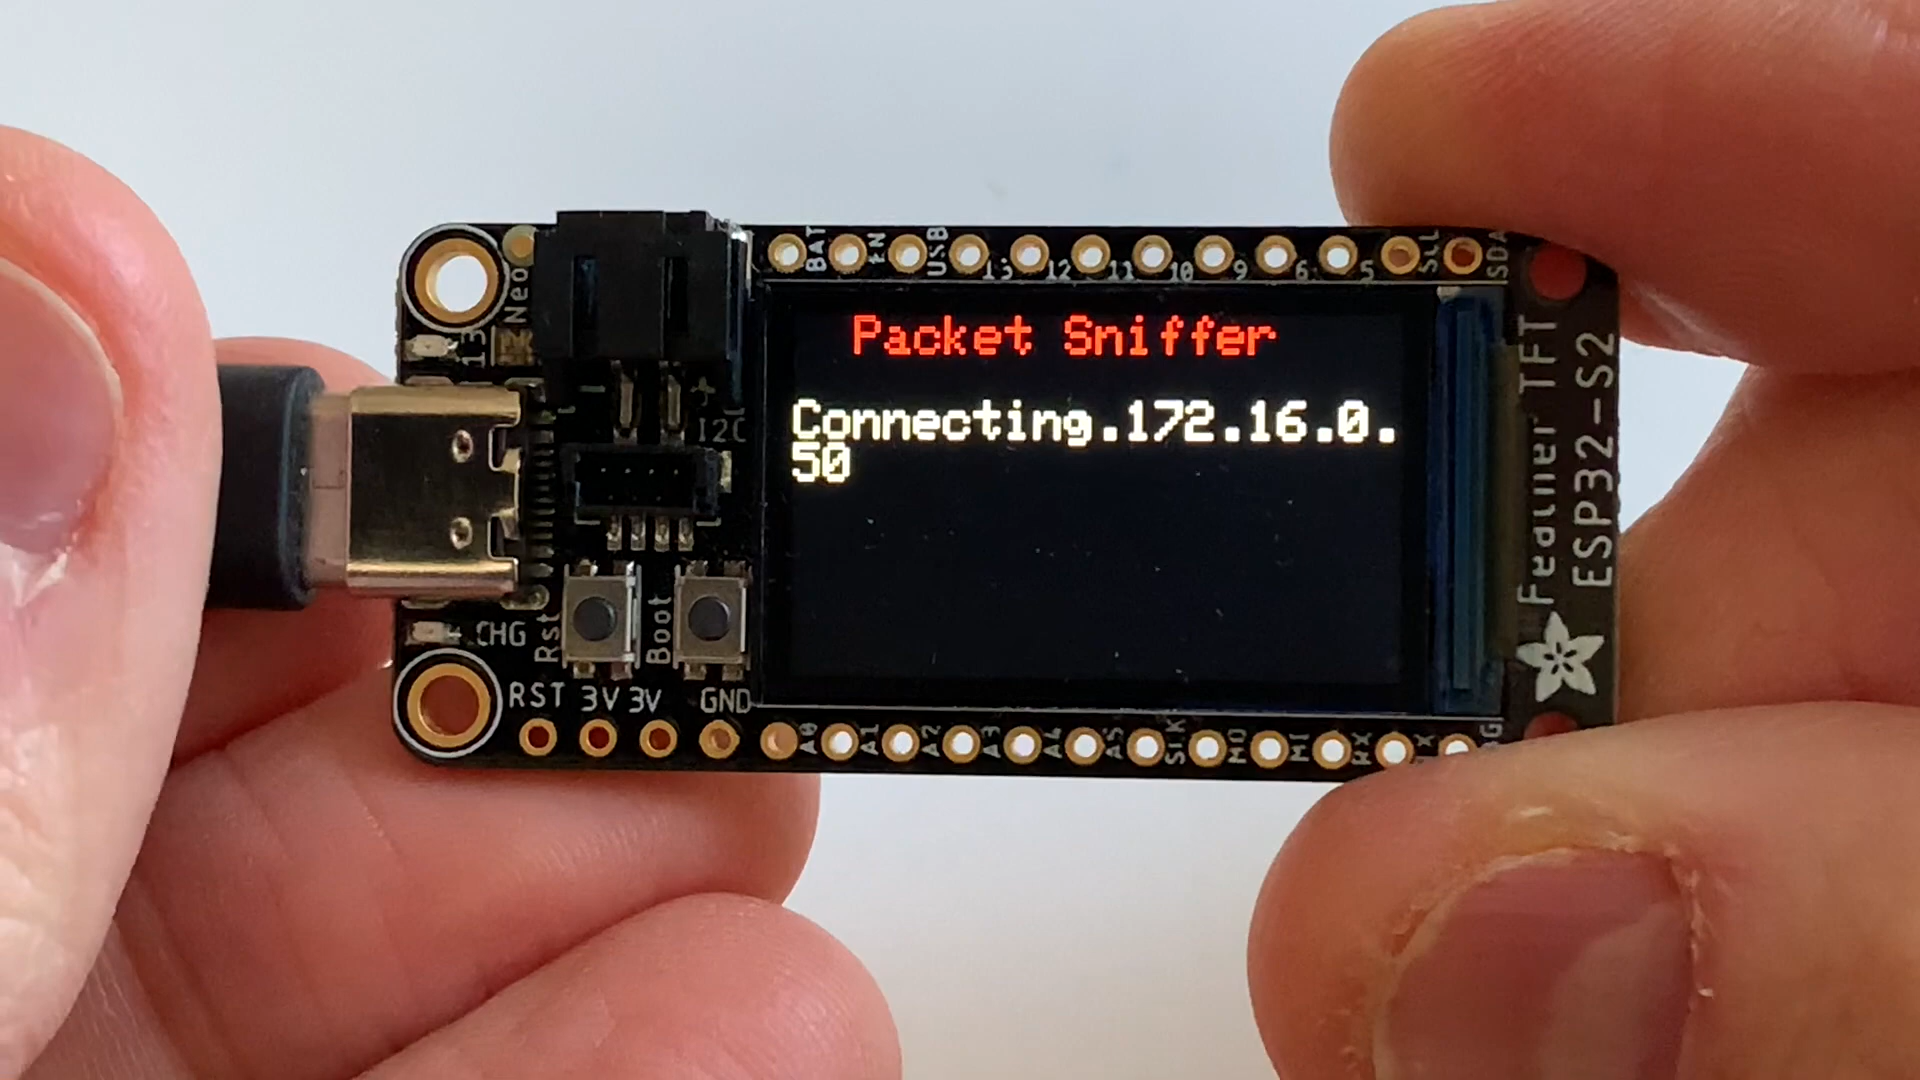 BAT
EN
USB
13
12
11
10
9
6
5
SCL
SDA
Neo
13
I2C
Packet Sniffer
Connecting.172.16.0.
50
Feather TFT
ESP32-S2
CHG
Rst
Boot
RST
3V
3V
GND
A0
A1
A2
A3
A4
A5
SCK
MO
MI
RX